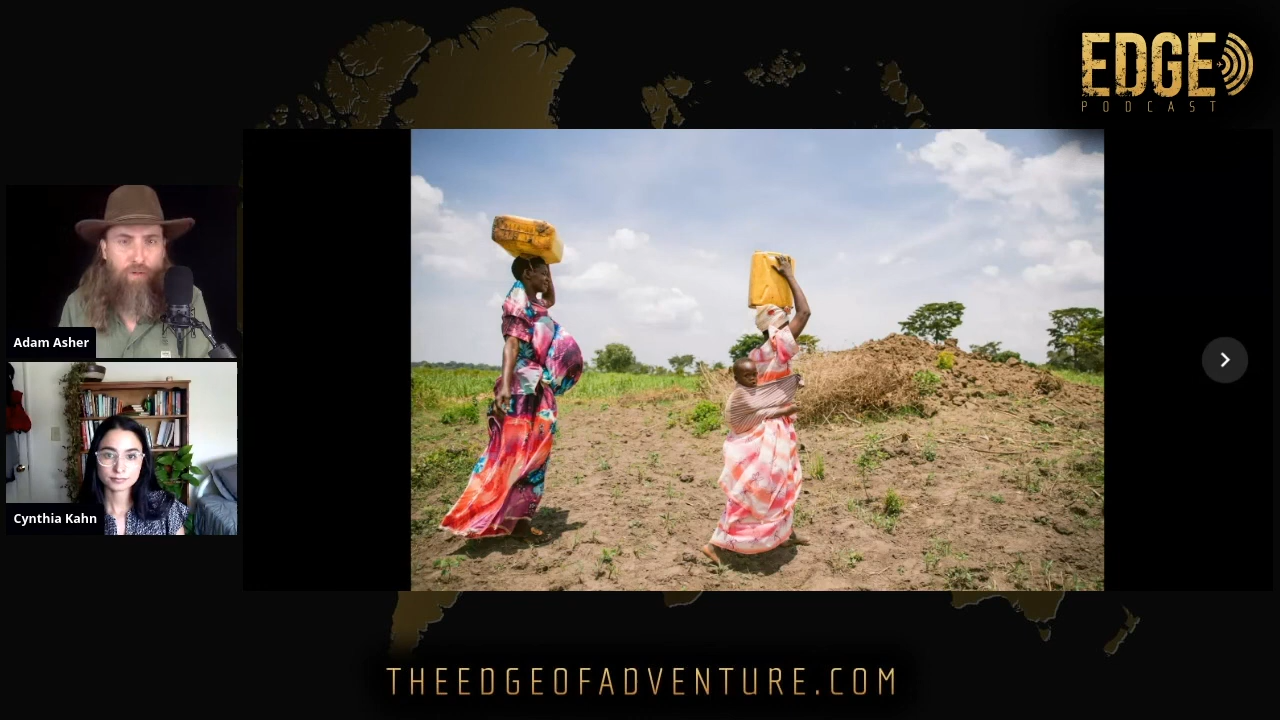 EDGE
PODCAST
Adam Asher
Cynthia Kahn
THEEDGEOFADVENTURE.COM